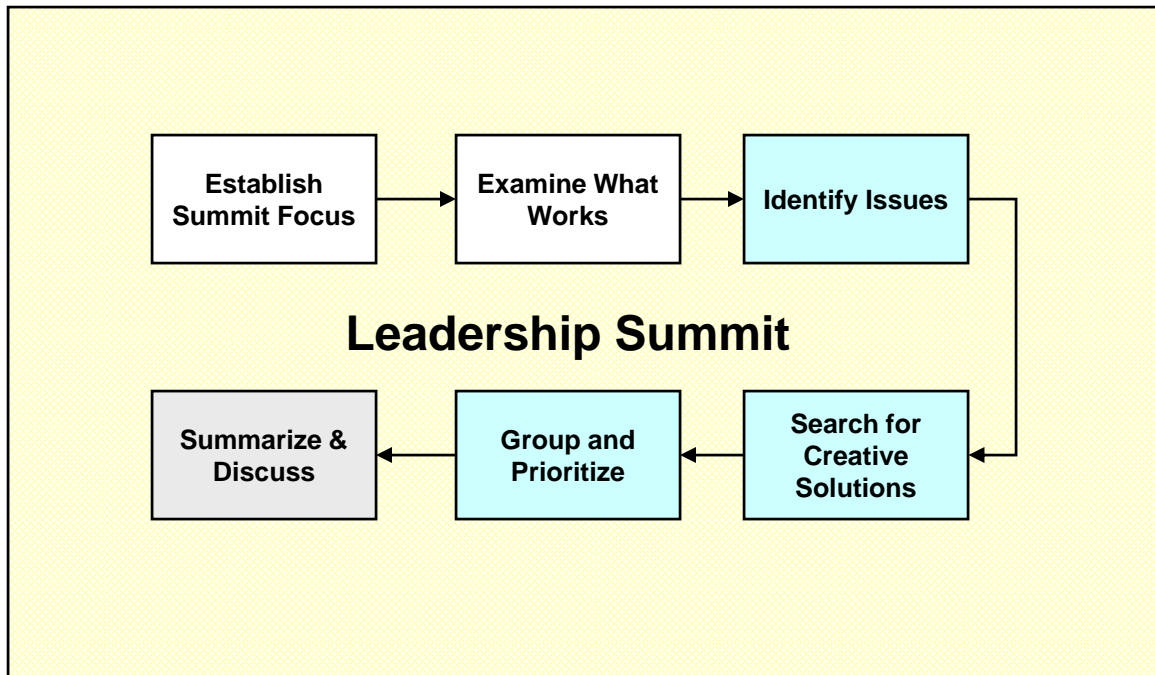 Establish
Summit Focus
Examine What
Works
Identify Issues
Leadership Summit
Summarize &
Discuss
Group and
Prioritize
Search for
Creative
Solutions